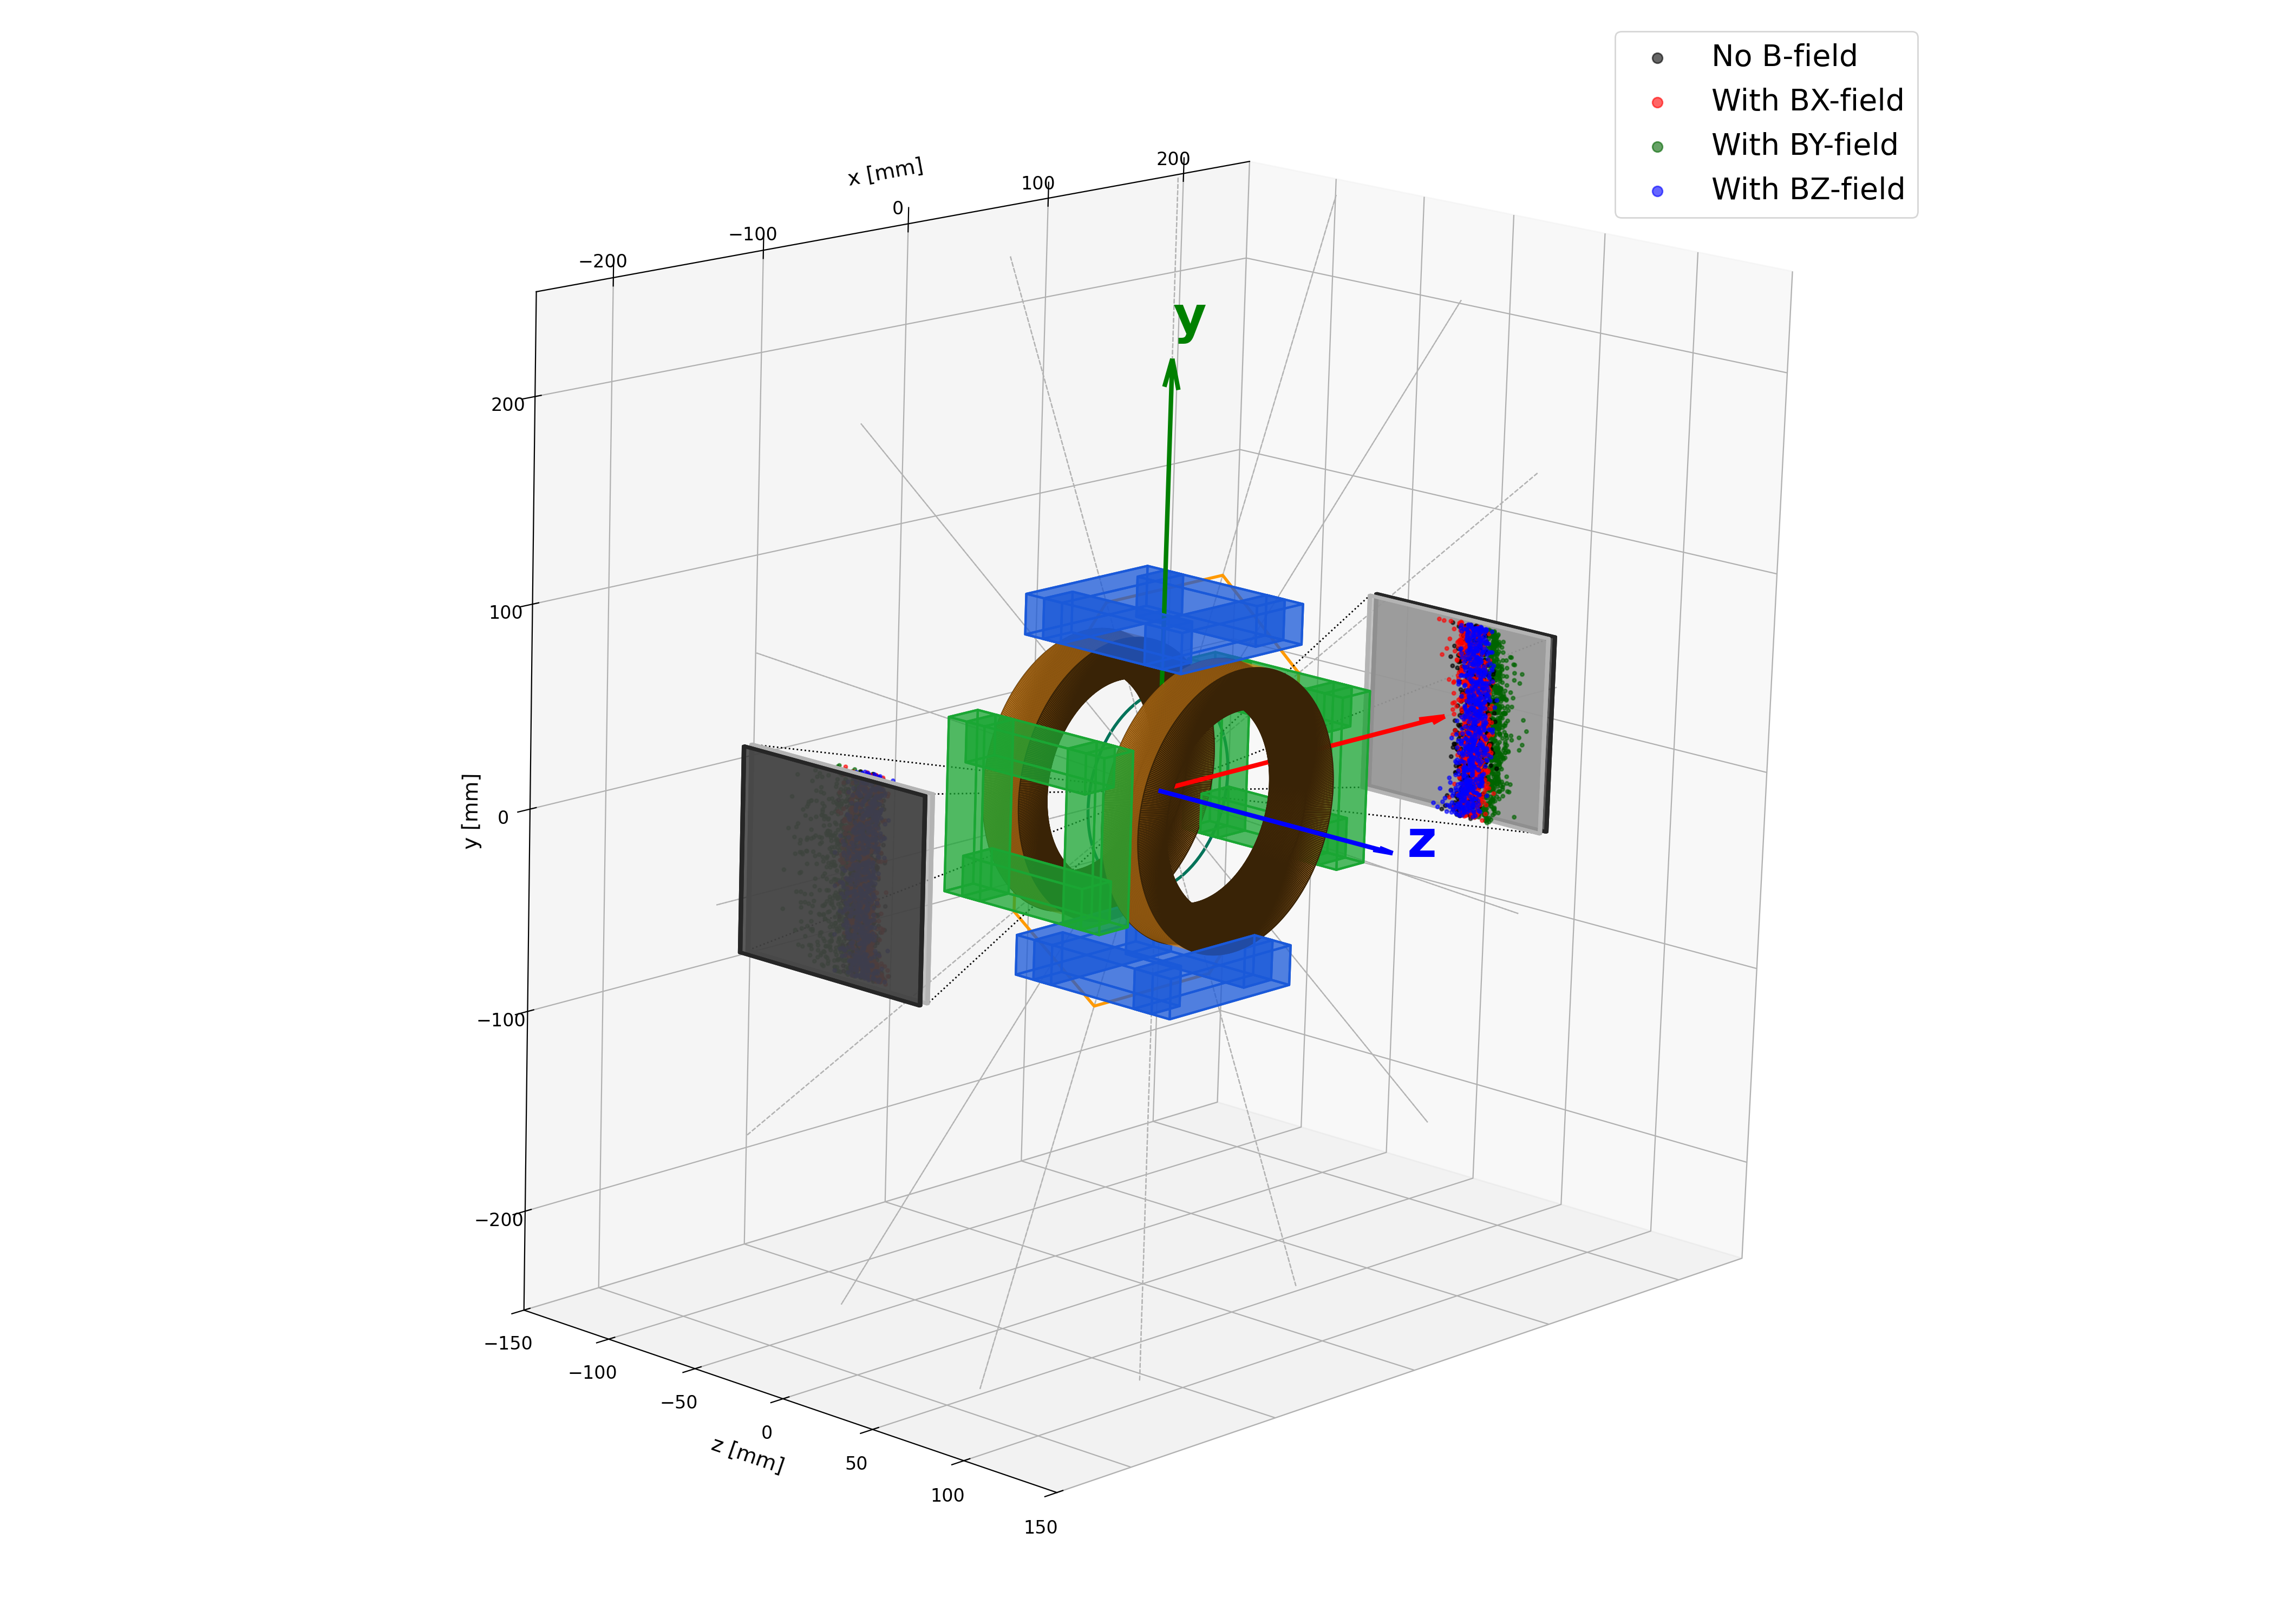 No B-field
With BX-field
With BY-field
With BZ-field
x [mm]
−200
−100
0
100
200
y
z
y [mm]
200
100
0
−100
−200
z [mm]
−150
−100
−50
0
50
100
150